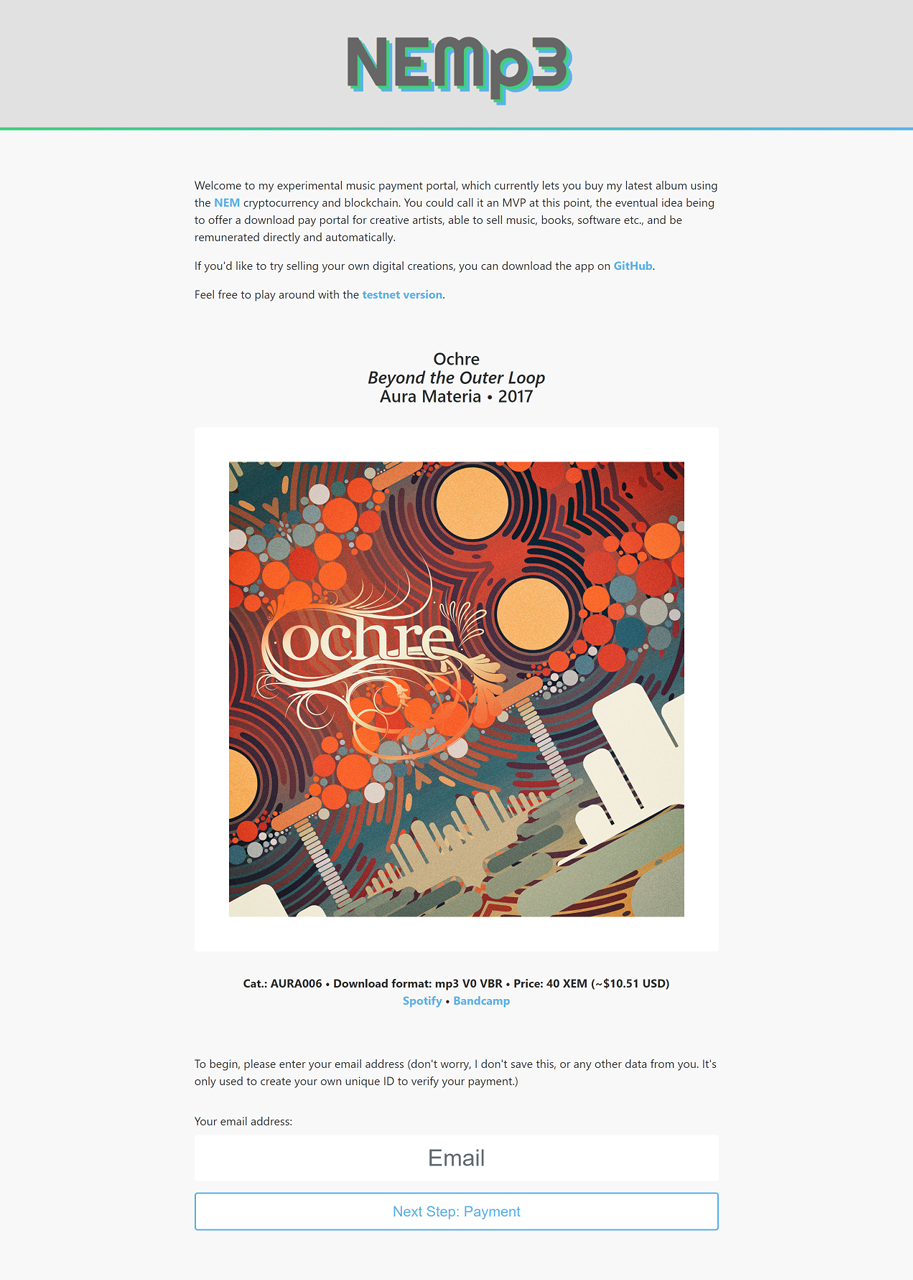 NEMp3
Welcome to my experimental music payment portal, which currently lets you buy my latest album using
the NEM cryptocurrency and blockchain. You could call it an MVP at this point, the eventual idea being
to offer a download pay portal for creative artists, able to sell music, books, software etc., and be
remunerated directly and automatically.
If you'd like to try selling your own digital creations, you can download the app on GitHub.
Feel free to play around with the testnet version.
Ochre
Beyond the Outer Loop
Aura Materia • 2017
ochre
Cat.: AURA006 • Download format: mp3 V0 VBR • Price: 40 XEM (~$10.51 USD)
Spotify • Bandcamp
To begin, please enter your email address (don't worry, I don't save this, or any other data from you. It's
only used to create your own unique ID to verify your payment.)
Your email address:
Email
Next Step: Payment